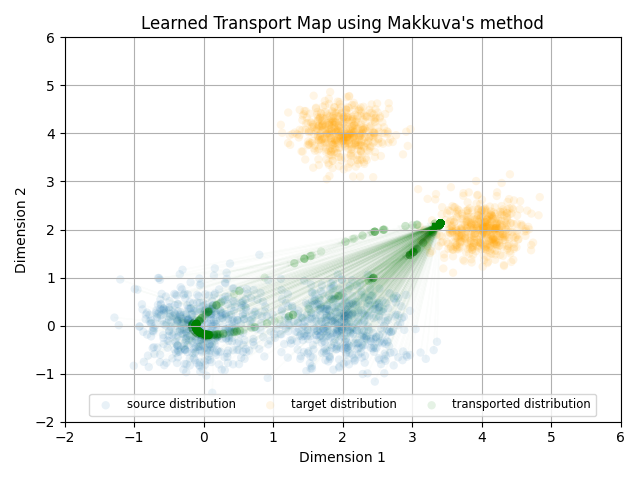 Learned Transport Map using Makkuva's method
Dimension 2
6
5
4
3
2
1
0
−1
−2
source distribution target distribution transported distribution
−2 −1 0 1 2 3 4 5 6
Dimension 1